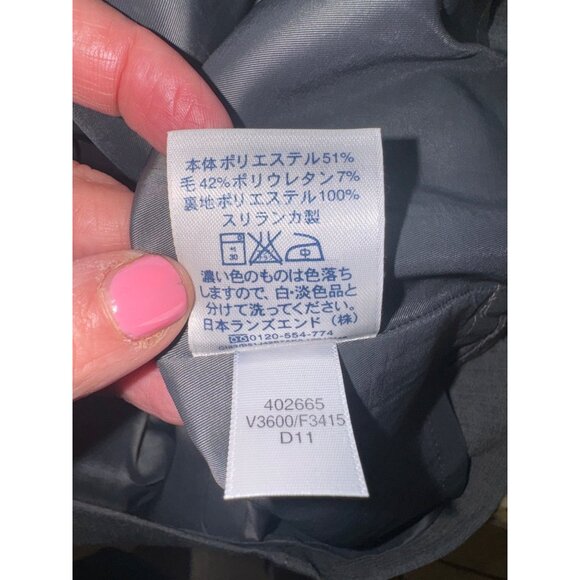 本体ポリエステル51%
毛42%ポリウレタン7%
裏地ポリエステル100%
スリランカ製
濃い色のものは色落ち
しますので、白・淡色品と
分けて洗ってください。
日本ランズエンド（株）
0120-554-774
402665
V3600/F3415
D11